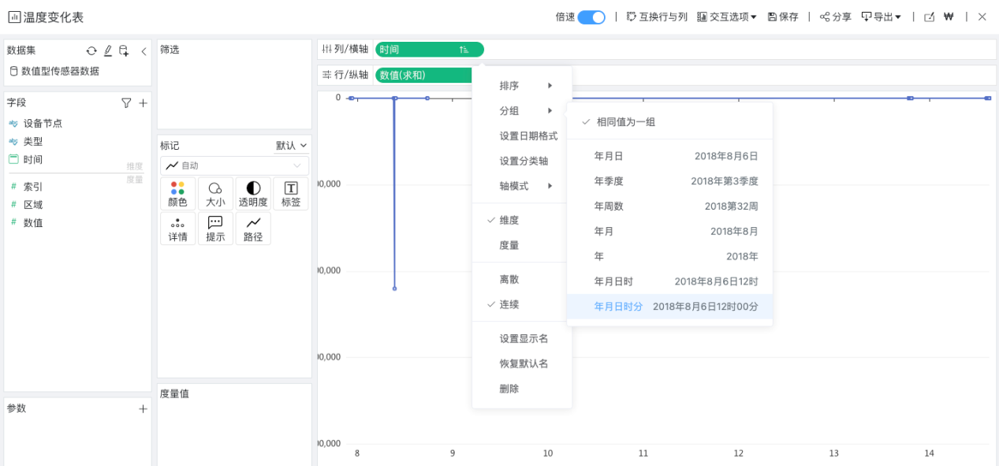 温度变化表
倍速
互换行与列
交互选项
保存
分享
导出
数据集
数值型传感器数据
字段
Abc 设备节点
Abc 类型
时间
维度
度量
# 索引
# 区域
# 数值
参数
筛选
标记
默认
自动
颜色
大小
透明度
T 标签
详情
提示
路径
度量值
列/横轴
时间
行/纵轴
数值(求和)
0
00,000
00,000
00,000
00,000
8
9
10
11
12
13
14
排序
分组
设置日期格式
设置分类轴
轴模式
维度
度量
离散
连续
设置显示名
恢复默认名
删除
相同值为一组
年月日 2018年8月6日
年季度 2018年第3季度
年周数 2018第32周
年月 2018年8月
年 2018年
年月日时 2018年8月6日12时
年月日时分 2018年8月6日12时00分